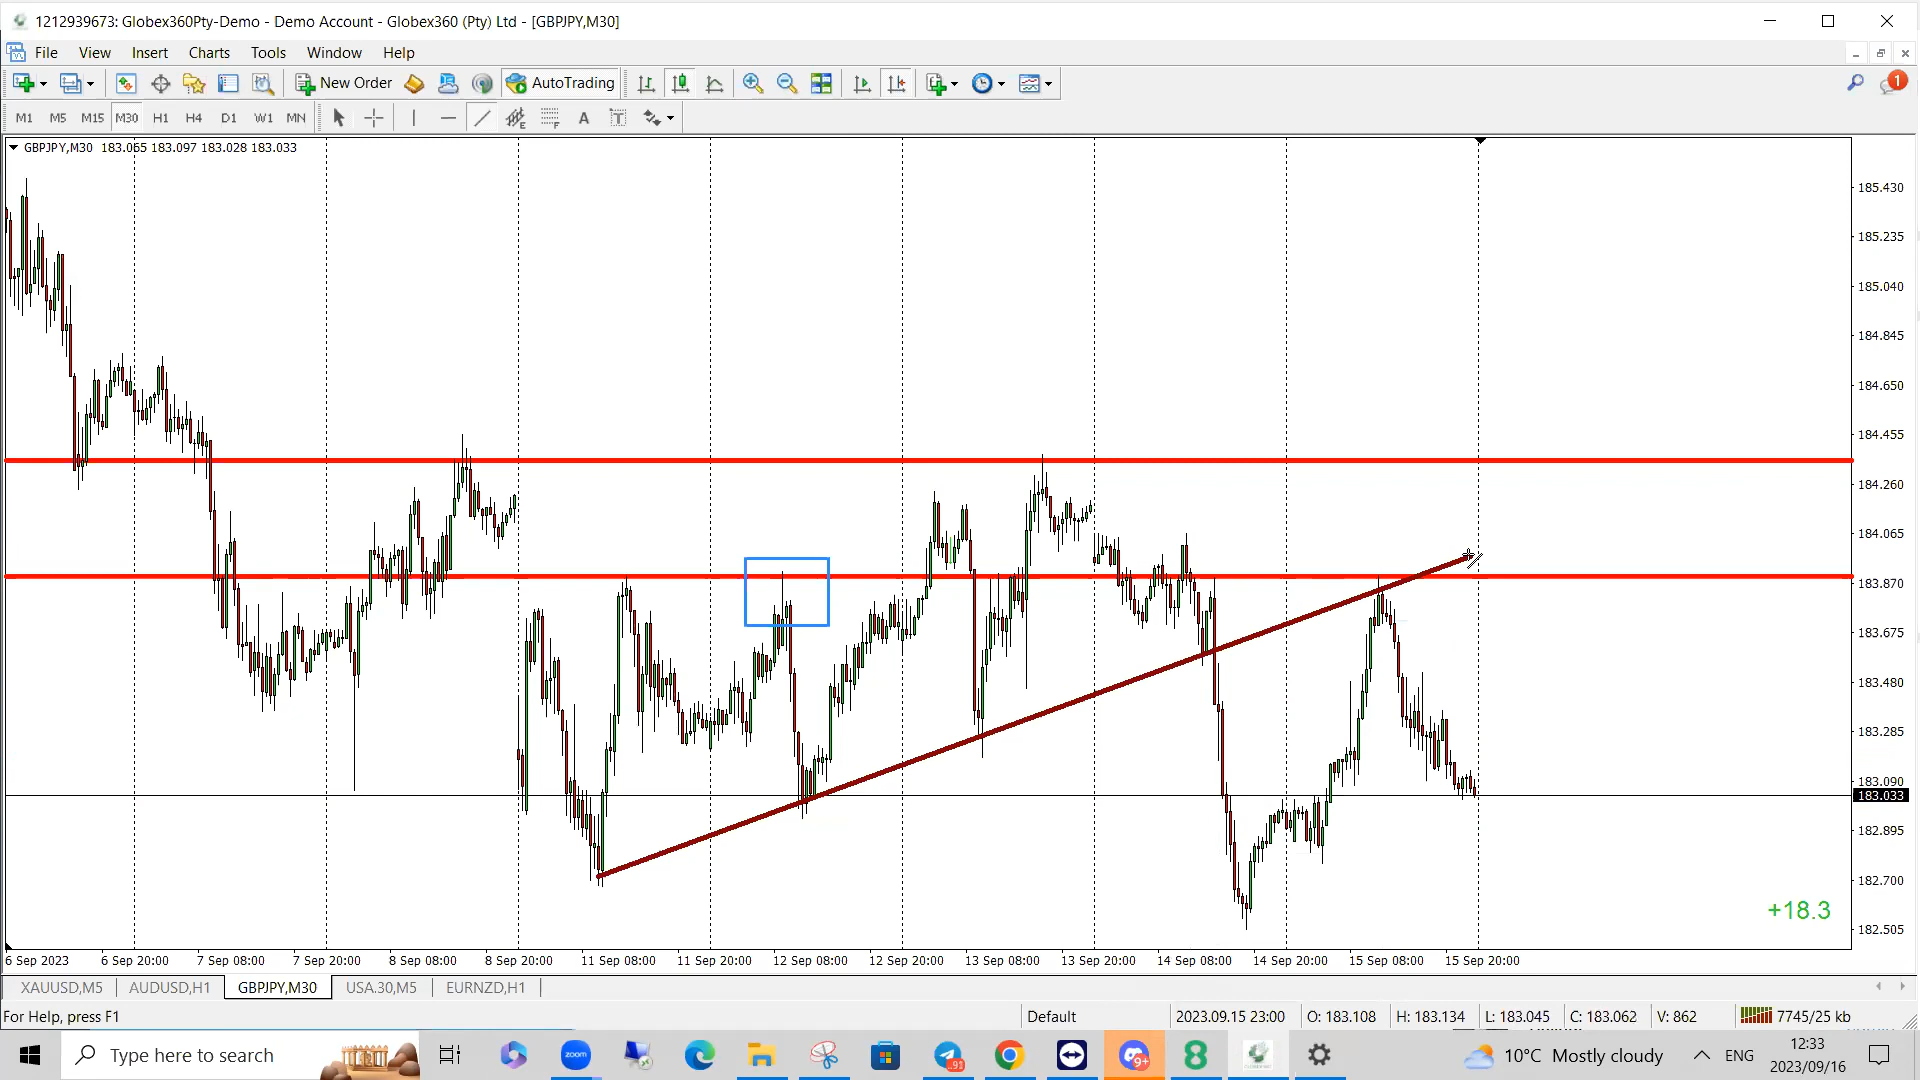 1212939673: Globex360Pty-Demo - Demo Account - Globex360 (Pty) Ltd - [GBPJPY,M30]
File View Insert Charts Tools Window Help
New Order AutoTrading
1
M1 M5 M15 M30 H1 H4 D1 W1 MN
E F A T
GBPJPY,M30 183.065 183.097 183.028 183.033
185.430
185.235
185.040
184.845
184.650
184.455
184.260
184.065
183.870
183.675
183.480
183.285
183.090
183.033
182.895
182.700
+18.3
182.505
6 Sep 2023 6 Sep 20:00 7 Sep 08:00 7 Sep 20:00 8 Sep 08:00 8 Sep 20:00 11 Sep 08:00 11 Sep 20:00 12 Sep 08:00 12 Sep 20:00 13 Sep 08:00 13 Sep 20:00 14 Sep 08:00 14 Sep 20:00 15 Sep 08:00 15 Sep 20:00
XAUUSD,M5 AUDUSD,H1 GBPJPY,M30 USA.30,M5 EURNZD,H1
For Help, press F1 Default 2023.09.15 23:00 O: 183.108 H: 183.134 L: 183.045 C: 183.062 V: 862 7745/25 kb
Type here to search zoom 91 9+ 8 10°C Mostly cloudy ENG 12:33
2023/09/16